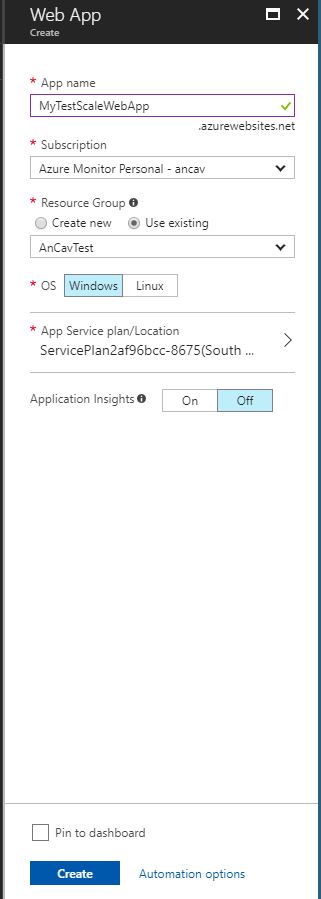 Web App
Create
* App name
MyTestScaleWebApp
.azurewebsites.net
* Subscription
Azure Monitor Personal - ancav
* Resource Group
Create new Use existing
AnCavTest
* OS Windows Linux
* App Service plan/Location
ServicePlan2af96bcc-8675(South ...
Application Insights On Off
Pin to dashboard
Create Automation options